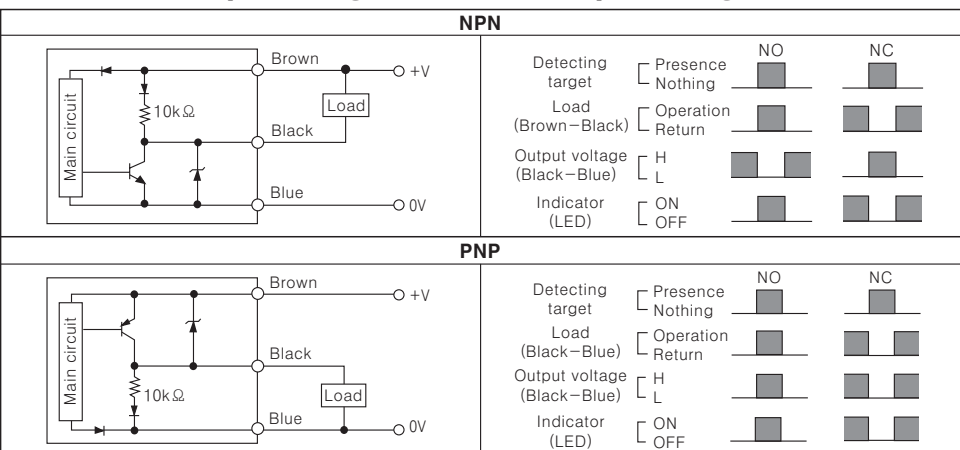 NPN
Brown
+V
Load
10kΩ
Main circuit
Black
Blue
0V
NO
NC
Detecting target
Presence
Nothing
Load (Brown−Black)
Operation
Return
Output voltage (Black−Blue)
H
L
Indicator (LED)
ON
OFF
PNP
Brown
+V
Main circuit
Black
10kΩ
Load
Blue
0V
NO
NC
Detecting target
Presence
Nothing
Load (Black−Blue)
Operation
Return
Output voltage (Black−Blue)
H
L
Indicator (LED)
ON
OFF